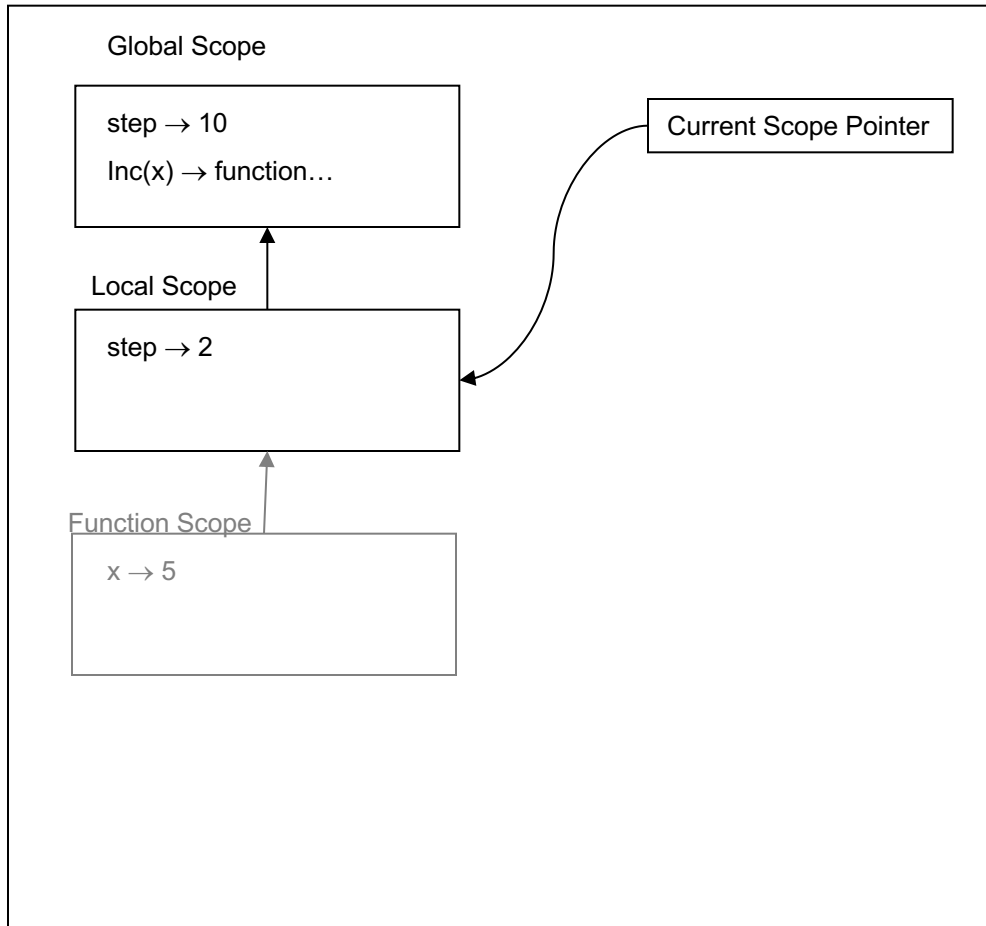 Global Scope
step → 10
Inc(x) → function…
Current Scope Pointer
Local Scope
step → 2
Function Scope
x → 5